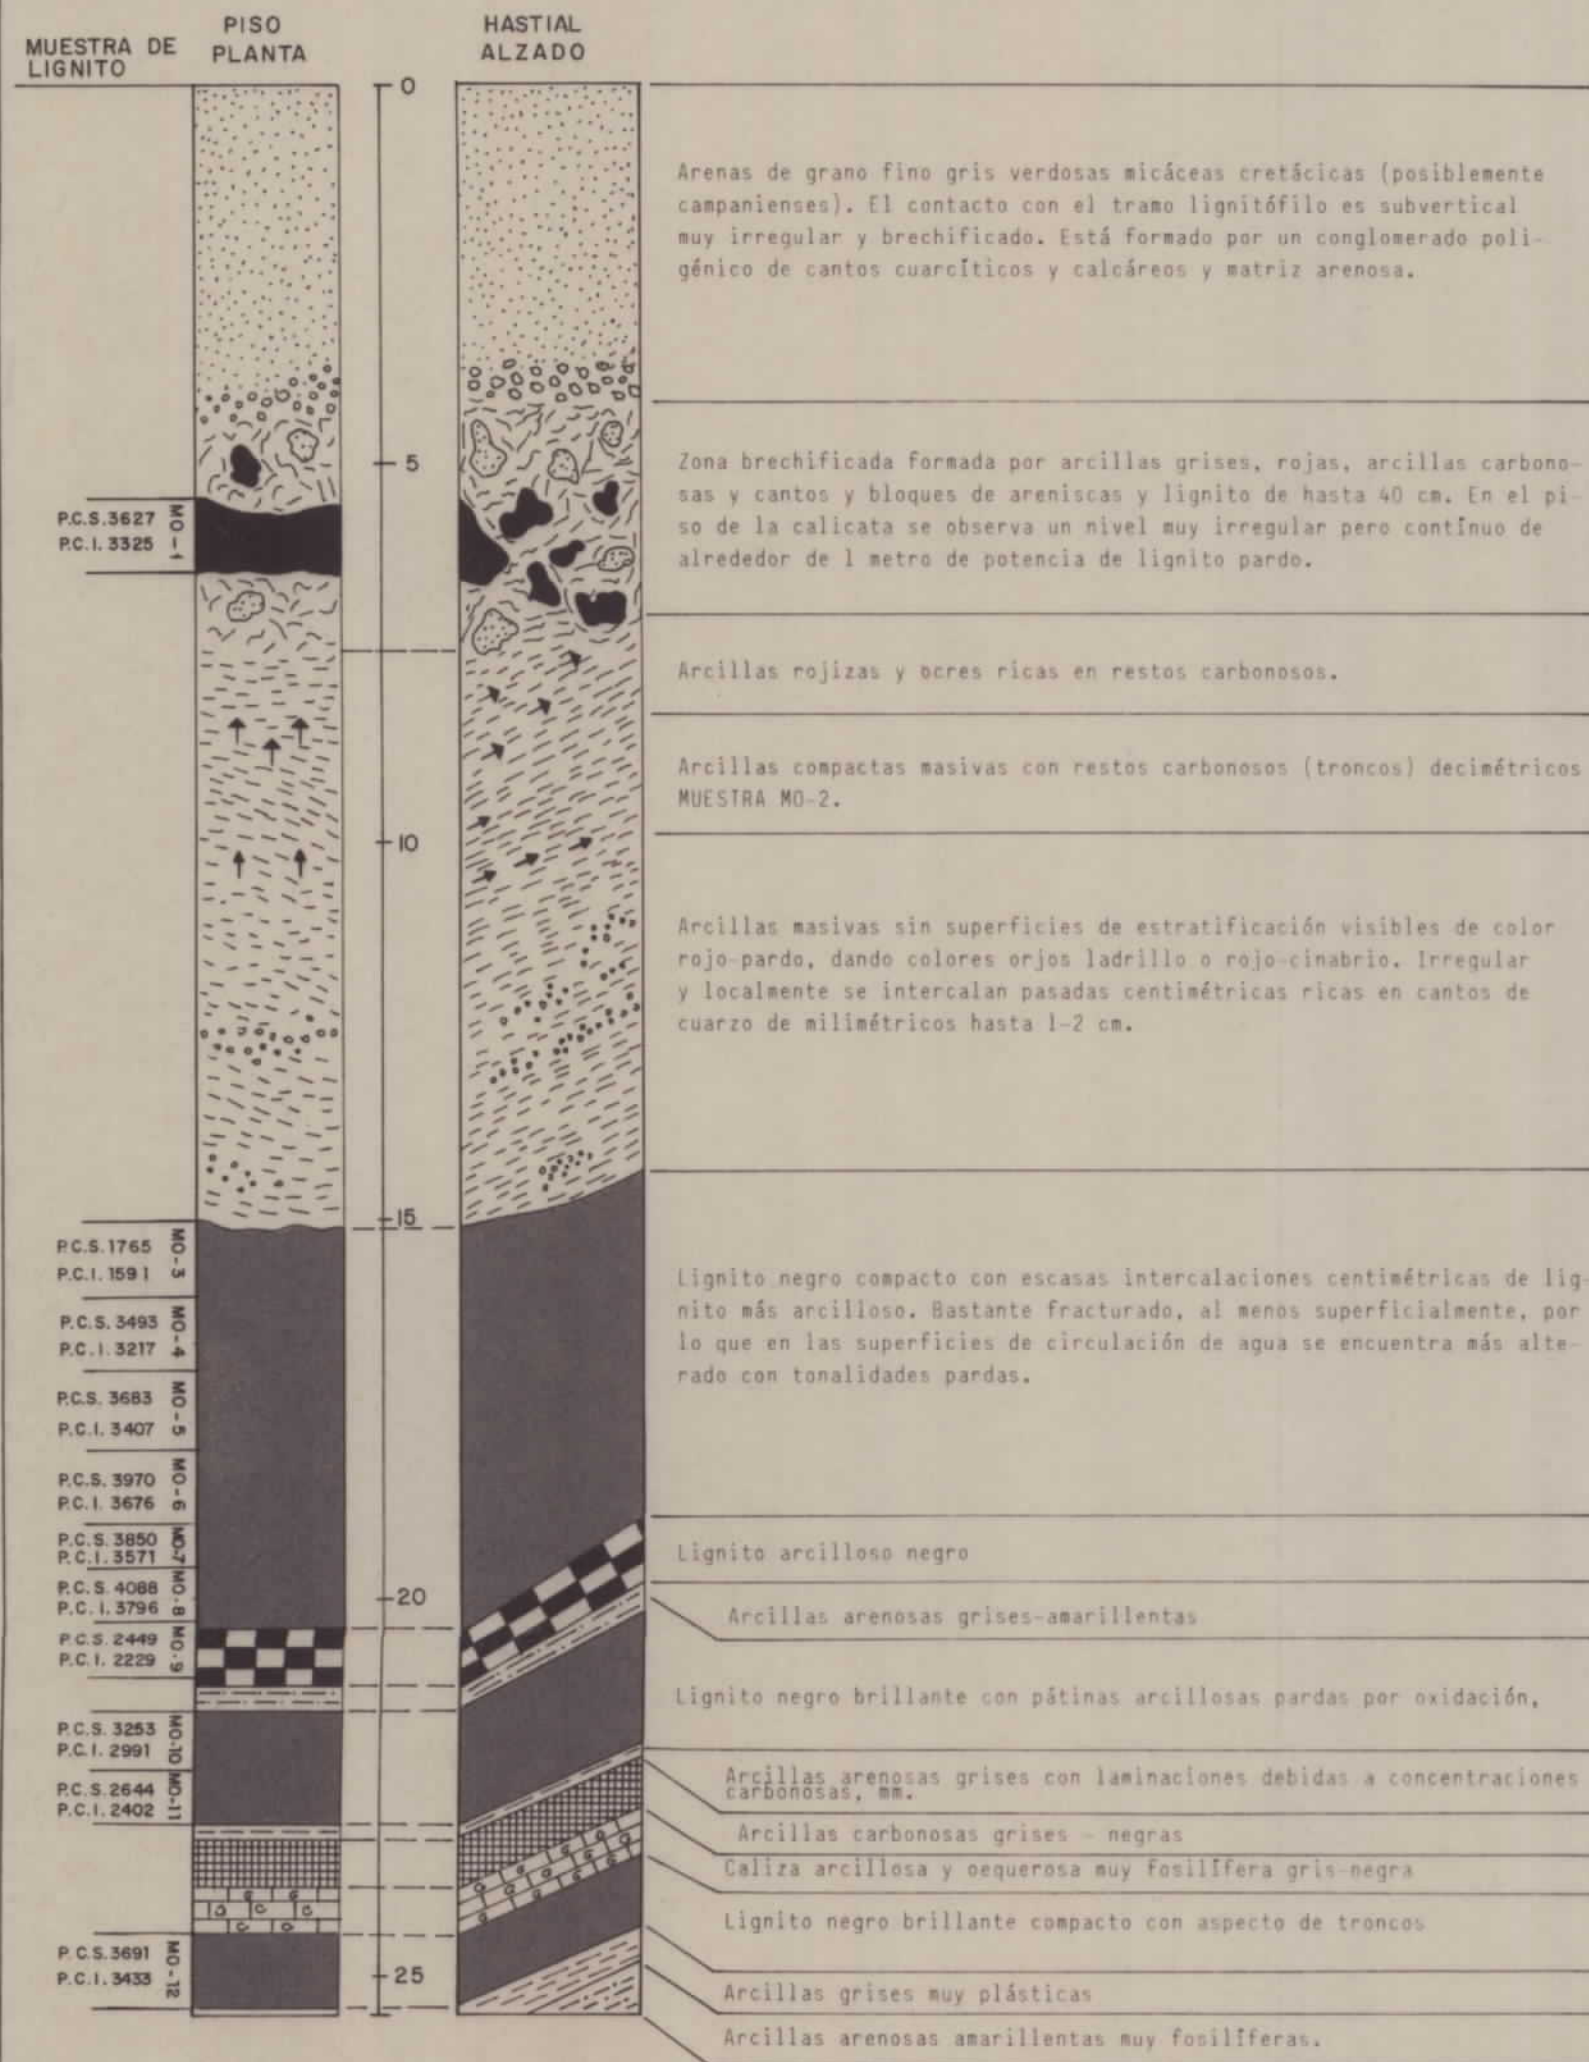 MUESTRA DE
LIGNITO
PISO
PLANTA
HASTIAL
ALZADO
0
Arenas de grano fino gris verdosas micáceas cretácicas (posiblemente
campanienses). El contacto con el tramo lignitófilo es subvertical
muy irregular y brechificado. Está formado por un conglomerado poli-
génico de cantos cuarcíticos y calcáreos y matriz arenosa.
5
Zona brechificada formada por arcillas grises, rojas, arcillas carbono-
sas y cantos y bloques de areniscas y lignito de hasta 40 cm. En el pi-
so de la calicata se observa un nivel muy irregular pero contínuo de
alrededor de 1 metro de potencia de lignito pardo.
P.C.S.3627
P.C.I. 3325
MO-1
Arcillas rojizas y ocres ricas en restos carbonosos.
Arcillas compactas masivas con restos carbonosos (troncos) decimétricos
MUESTRA MO-2.
10
Arcillas masivas sin superficies de estratificación visibles de color
rojo-pardo, dando colores orjos ladrillo o rojo-cinabrio. Irregular
y localmente se intercalan pasadas centimétricas ricas en cantos de
cuarzo de milimétricos hasta 1-2 cm.
15
P.C.S.1765
P.C.I. 1591
MO-3
P.C.S. 3493
P.C.I. 3217
MO-4
P.C.S. 3683
P.C.I. 3407
MO-5
P.C.S. 3970
P.C.I. 3676
MO-6
P.C.S. 3850
P.C.I. 3571
MO-7
P.C.S. 4088
P.C.I. 3796
MO-8
P.C.S. 2449
P.C.I. 2229
MO-9
P.C.S. 3253
P.C.I. 2991
MO-10
P.C.S. 2644
P.C.I. 2402
MO-11
P.C.S.3691
P.C.I. 3433
MO-12
20
25
Lignito negro compacto con escasas intercalaciones centimétricas de lig-
nito más arcilloso. Bastante fracturado, al menos superficialmente, por
lo que en las superficies de circulación de agua se encuentra más alte-
rado con tonalidades pardas.
Lignito arcilloso negro
Arcillas arenosas grises-amarillentas
Lignito negro brillante con pátinas arcillosas pardas por oxidación,
Arcillas arenosas grises con laminaciones debidas a concentraciones
carbonosas, mm.
Arcillas carbonosas grises - negras
Caliza arcillosa y oequerosa muy fosilífera gris-negra
Lignito negro brillante compacto con aspecto de troncos
Arcillas grises muy plásticas
Arcillas arenosas amarillentas muy fosilíferas.